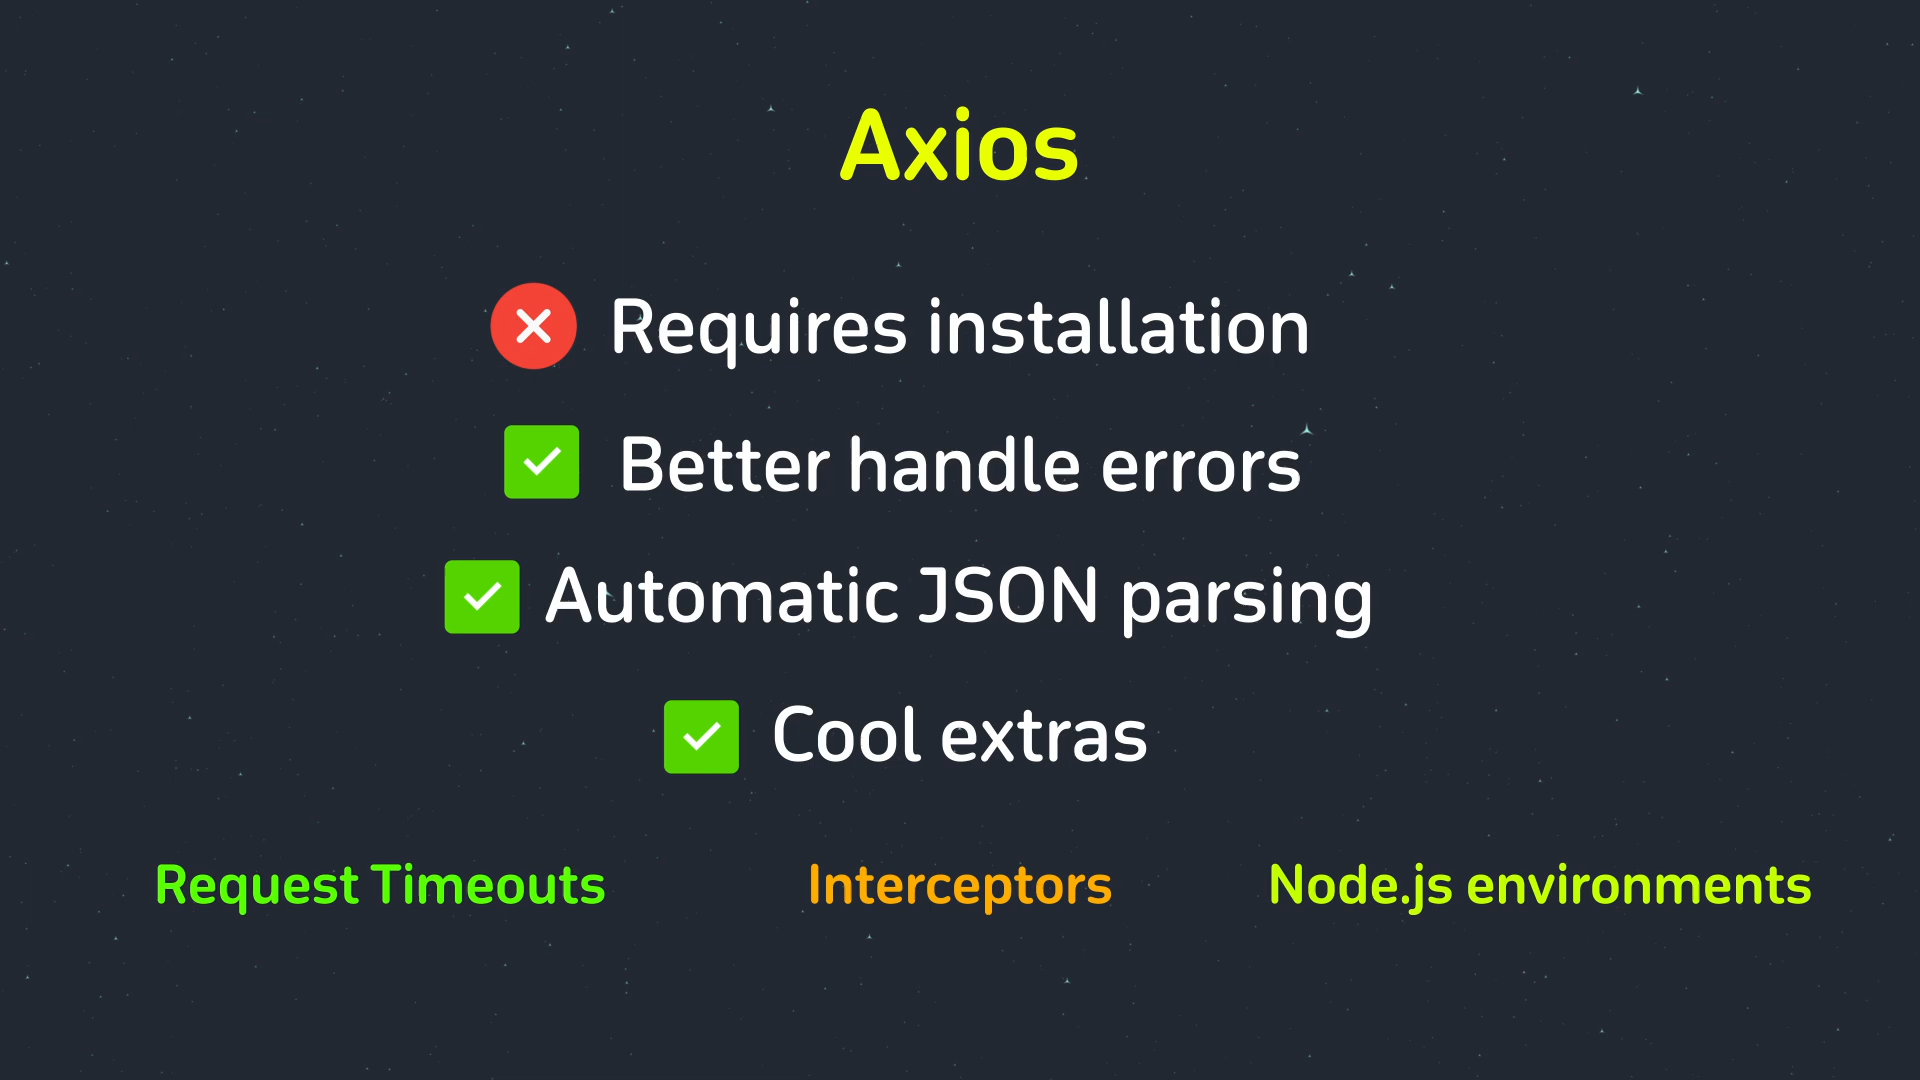 Axios
Requires installation
Better handle errors
Automatic JSON parsing
Cool extras
Request Timeouts
Interceptors
Node.js environments